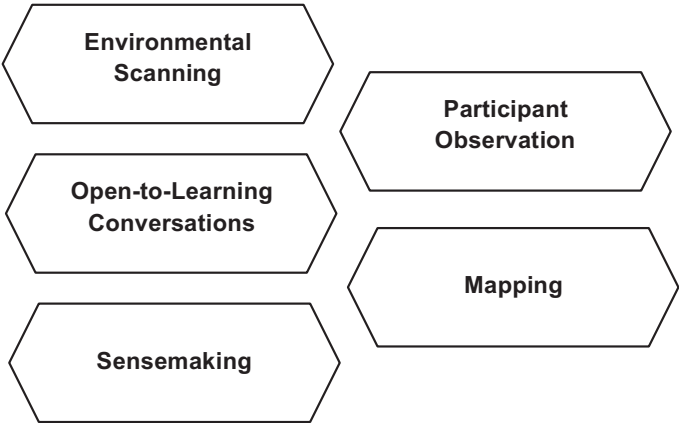 Environmental
Scanning
Participant
Observation
Open-to-Learning
Conversations
Mapping
Sensemaking